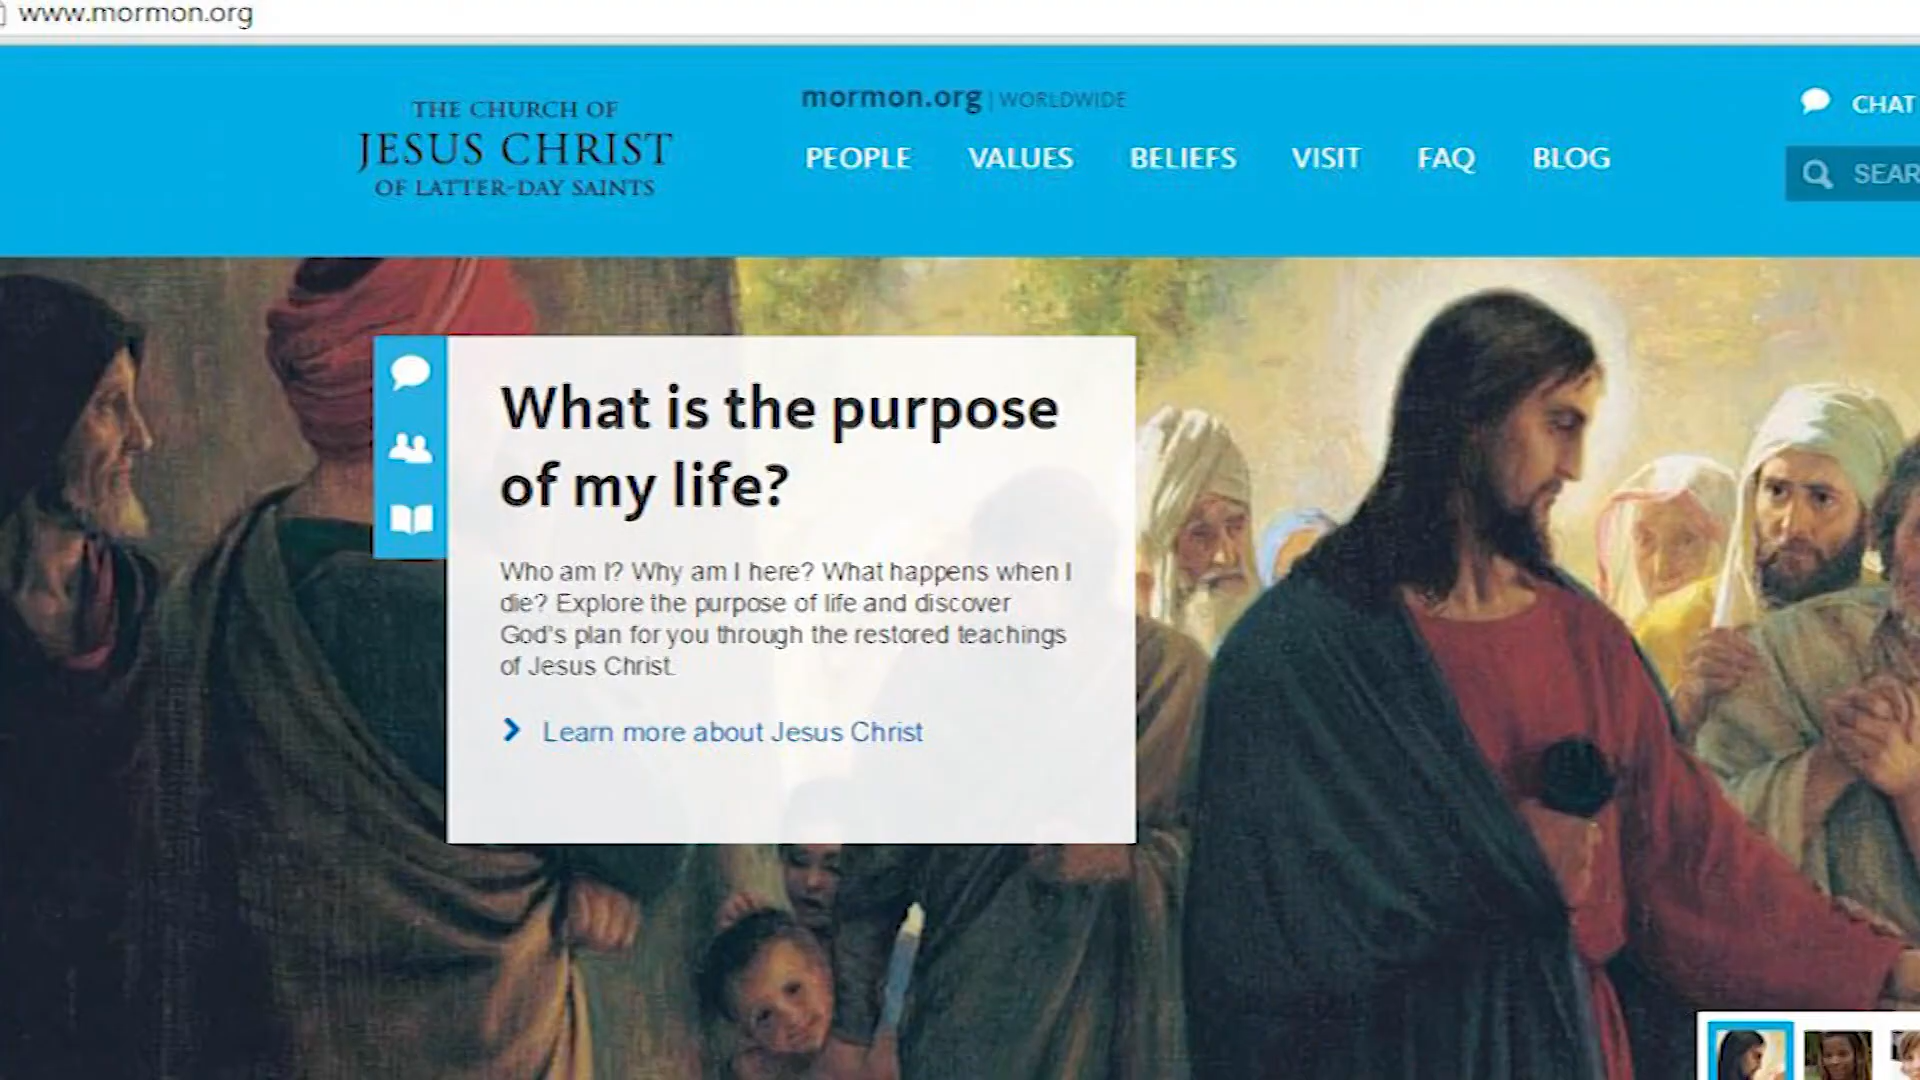 www.mormon.org
THE CHURCH OF
JESUS CHRIST
OF LATTER-DAY SAINTS
mormon.org | WORLDWIDE
PEOPLE VALUES BELIEFS VISIT FAQ BLOG
CHAT
SEAR
What is the purpose
of my life?
Who am I? Why am I here? What happens when I
die? Explore the purpose of life and discover
God's plan for you through the restored teachings
of Jesus Christ.
Learn more about Jesus Christ